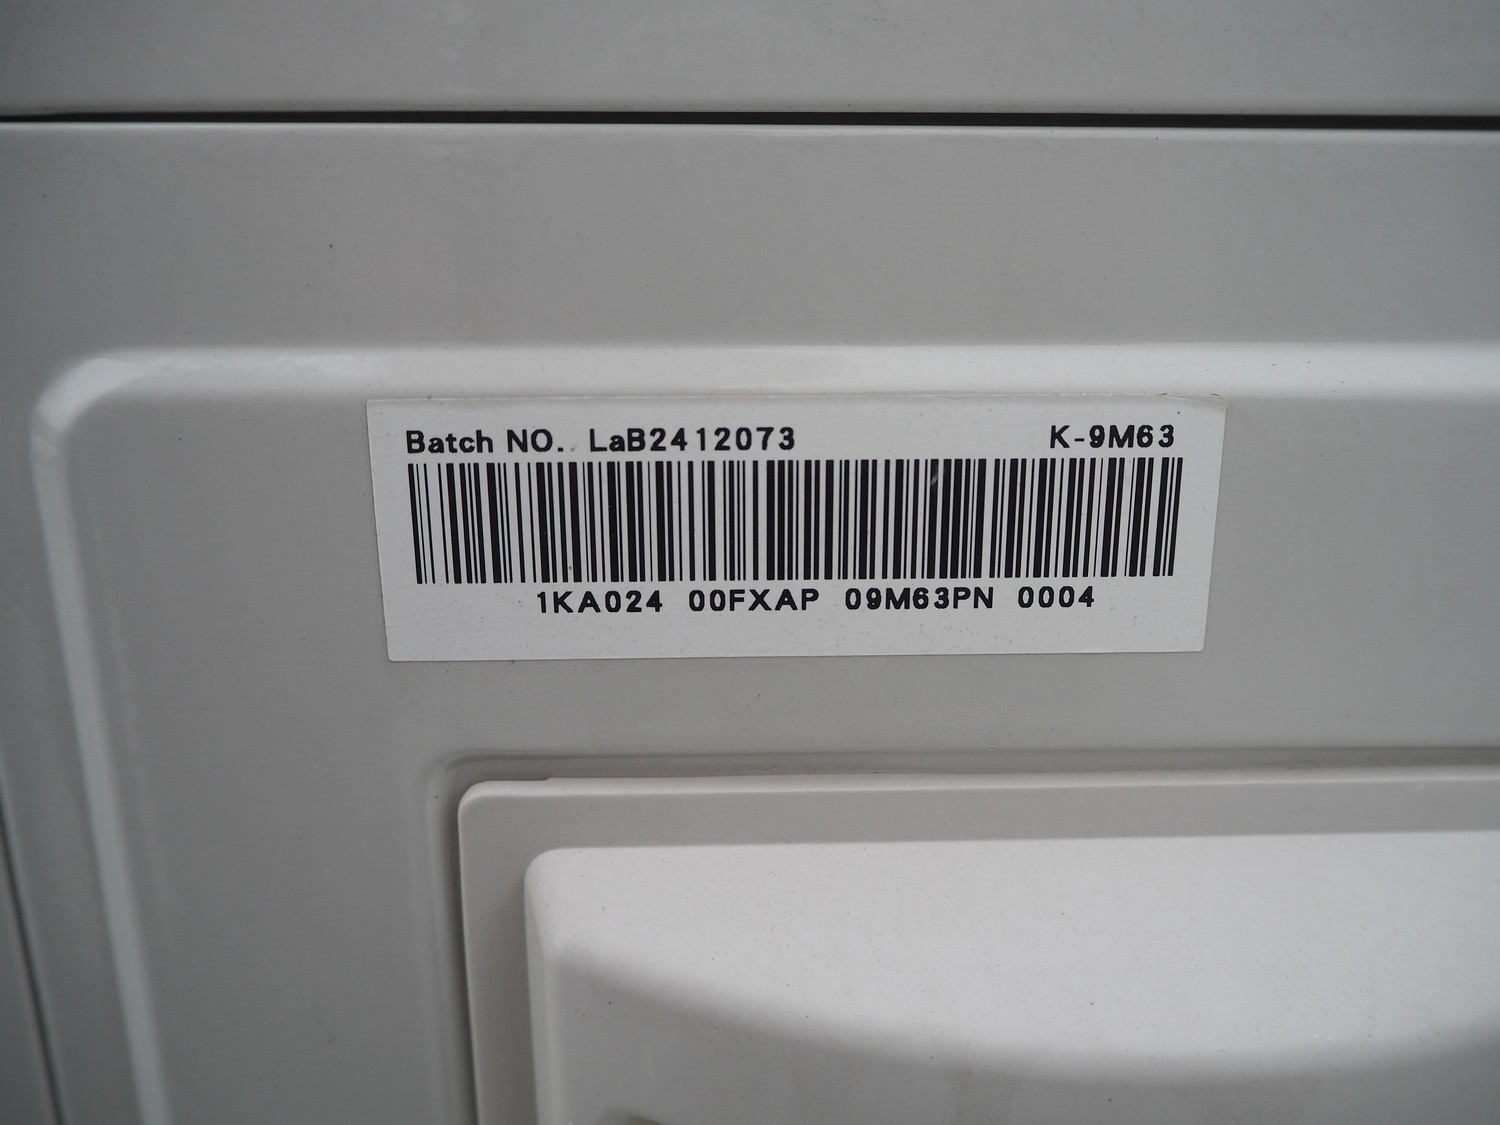 Batch NO. LaB2412073 K-9M63
1KA024 00FXAP 09M63PN 0004